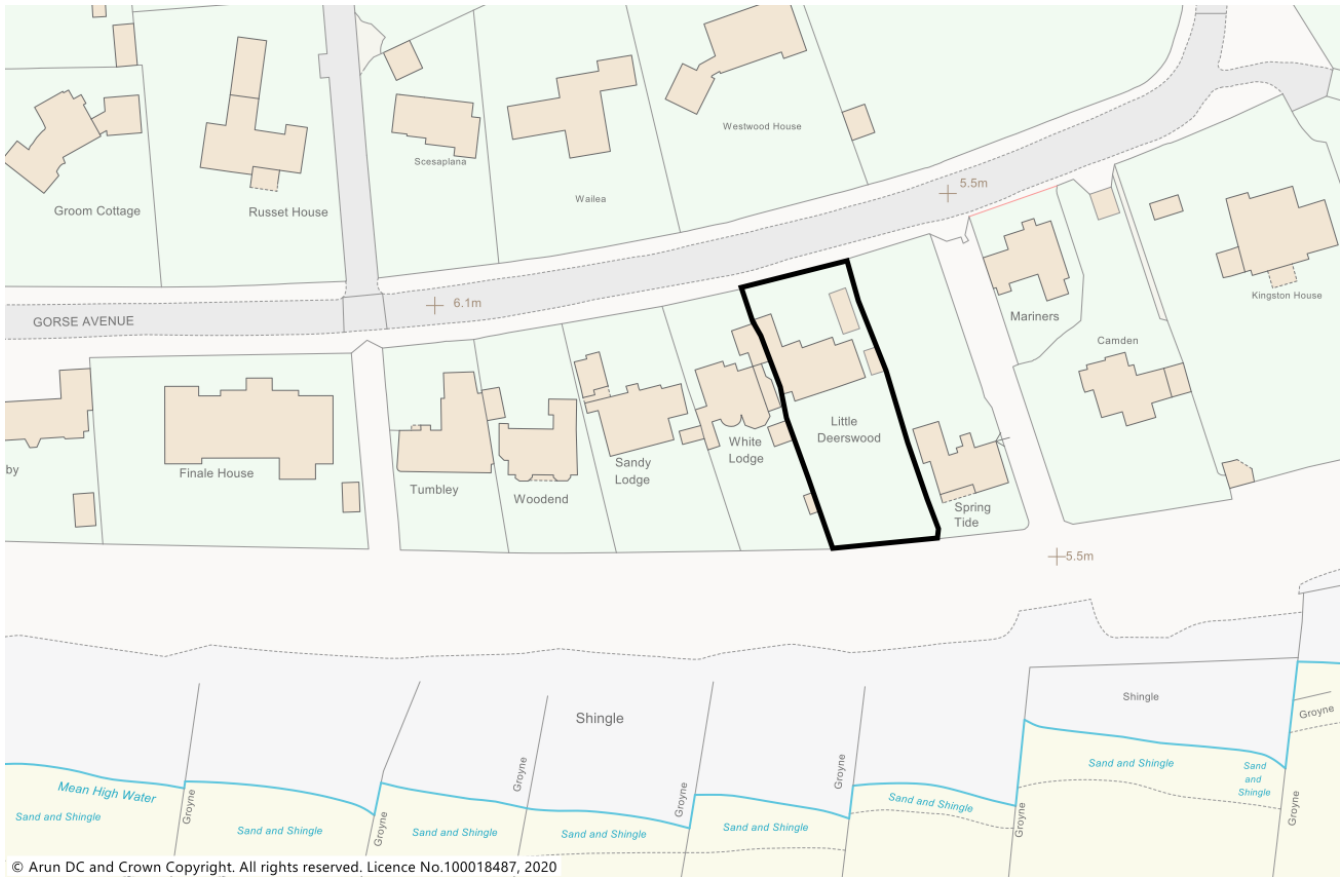 Westwood House
Scesaplana
5.5m
Wailea
Groom Cottage
Russet House
Kingston House
6.1m
Mariners
GORSE AVENUE
Camden
Little
Deerswood
White
Lodge
Sandy
Lodge
by
Finale House
Tumbley
Woodend
Spring
Tide
5.5m
Shingle
Shingle
Groyne
Sand and Shingle
Sand
and
Shingle
Mean High Water
Groyne
Groyne
Sand and Shingle
Groyne
Groyne
Groyne
Groyne
Groyne
Sand and Shingle
Sand and Shingle
Sand and Shingle
Sand and Shingle
Sand and Shingle
© Arun DC and Crown Copyright. All rights reserved. Licence No.100018487, 2020